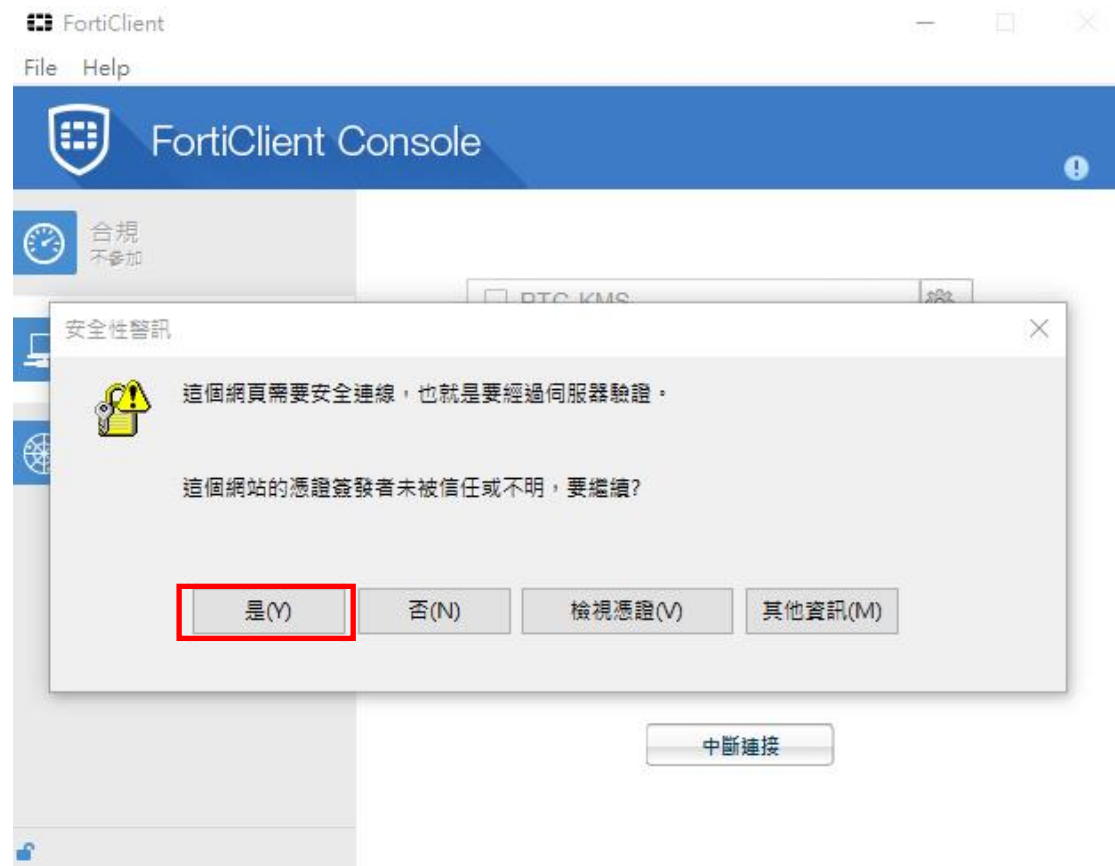 FortiClient
File Help
FortiClient Console
合規
不參加
安全性警訊
這個網頁需要安全連線，也就是要經過伺服器驗證。
這個網站的憑證簽發者未被信任或不明，要繼續?
是(Y) 否(N) 檢視憑證(V) 其他資訊(M)
中斷連接